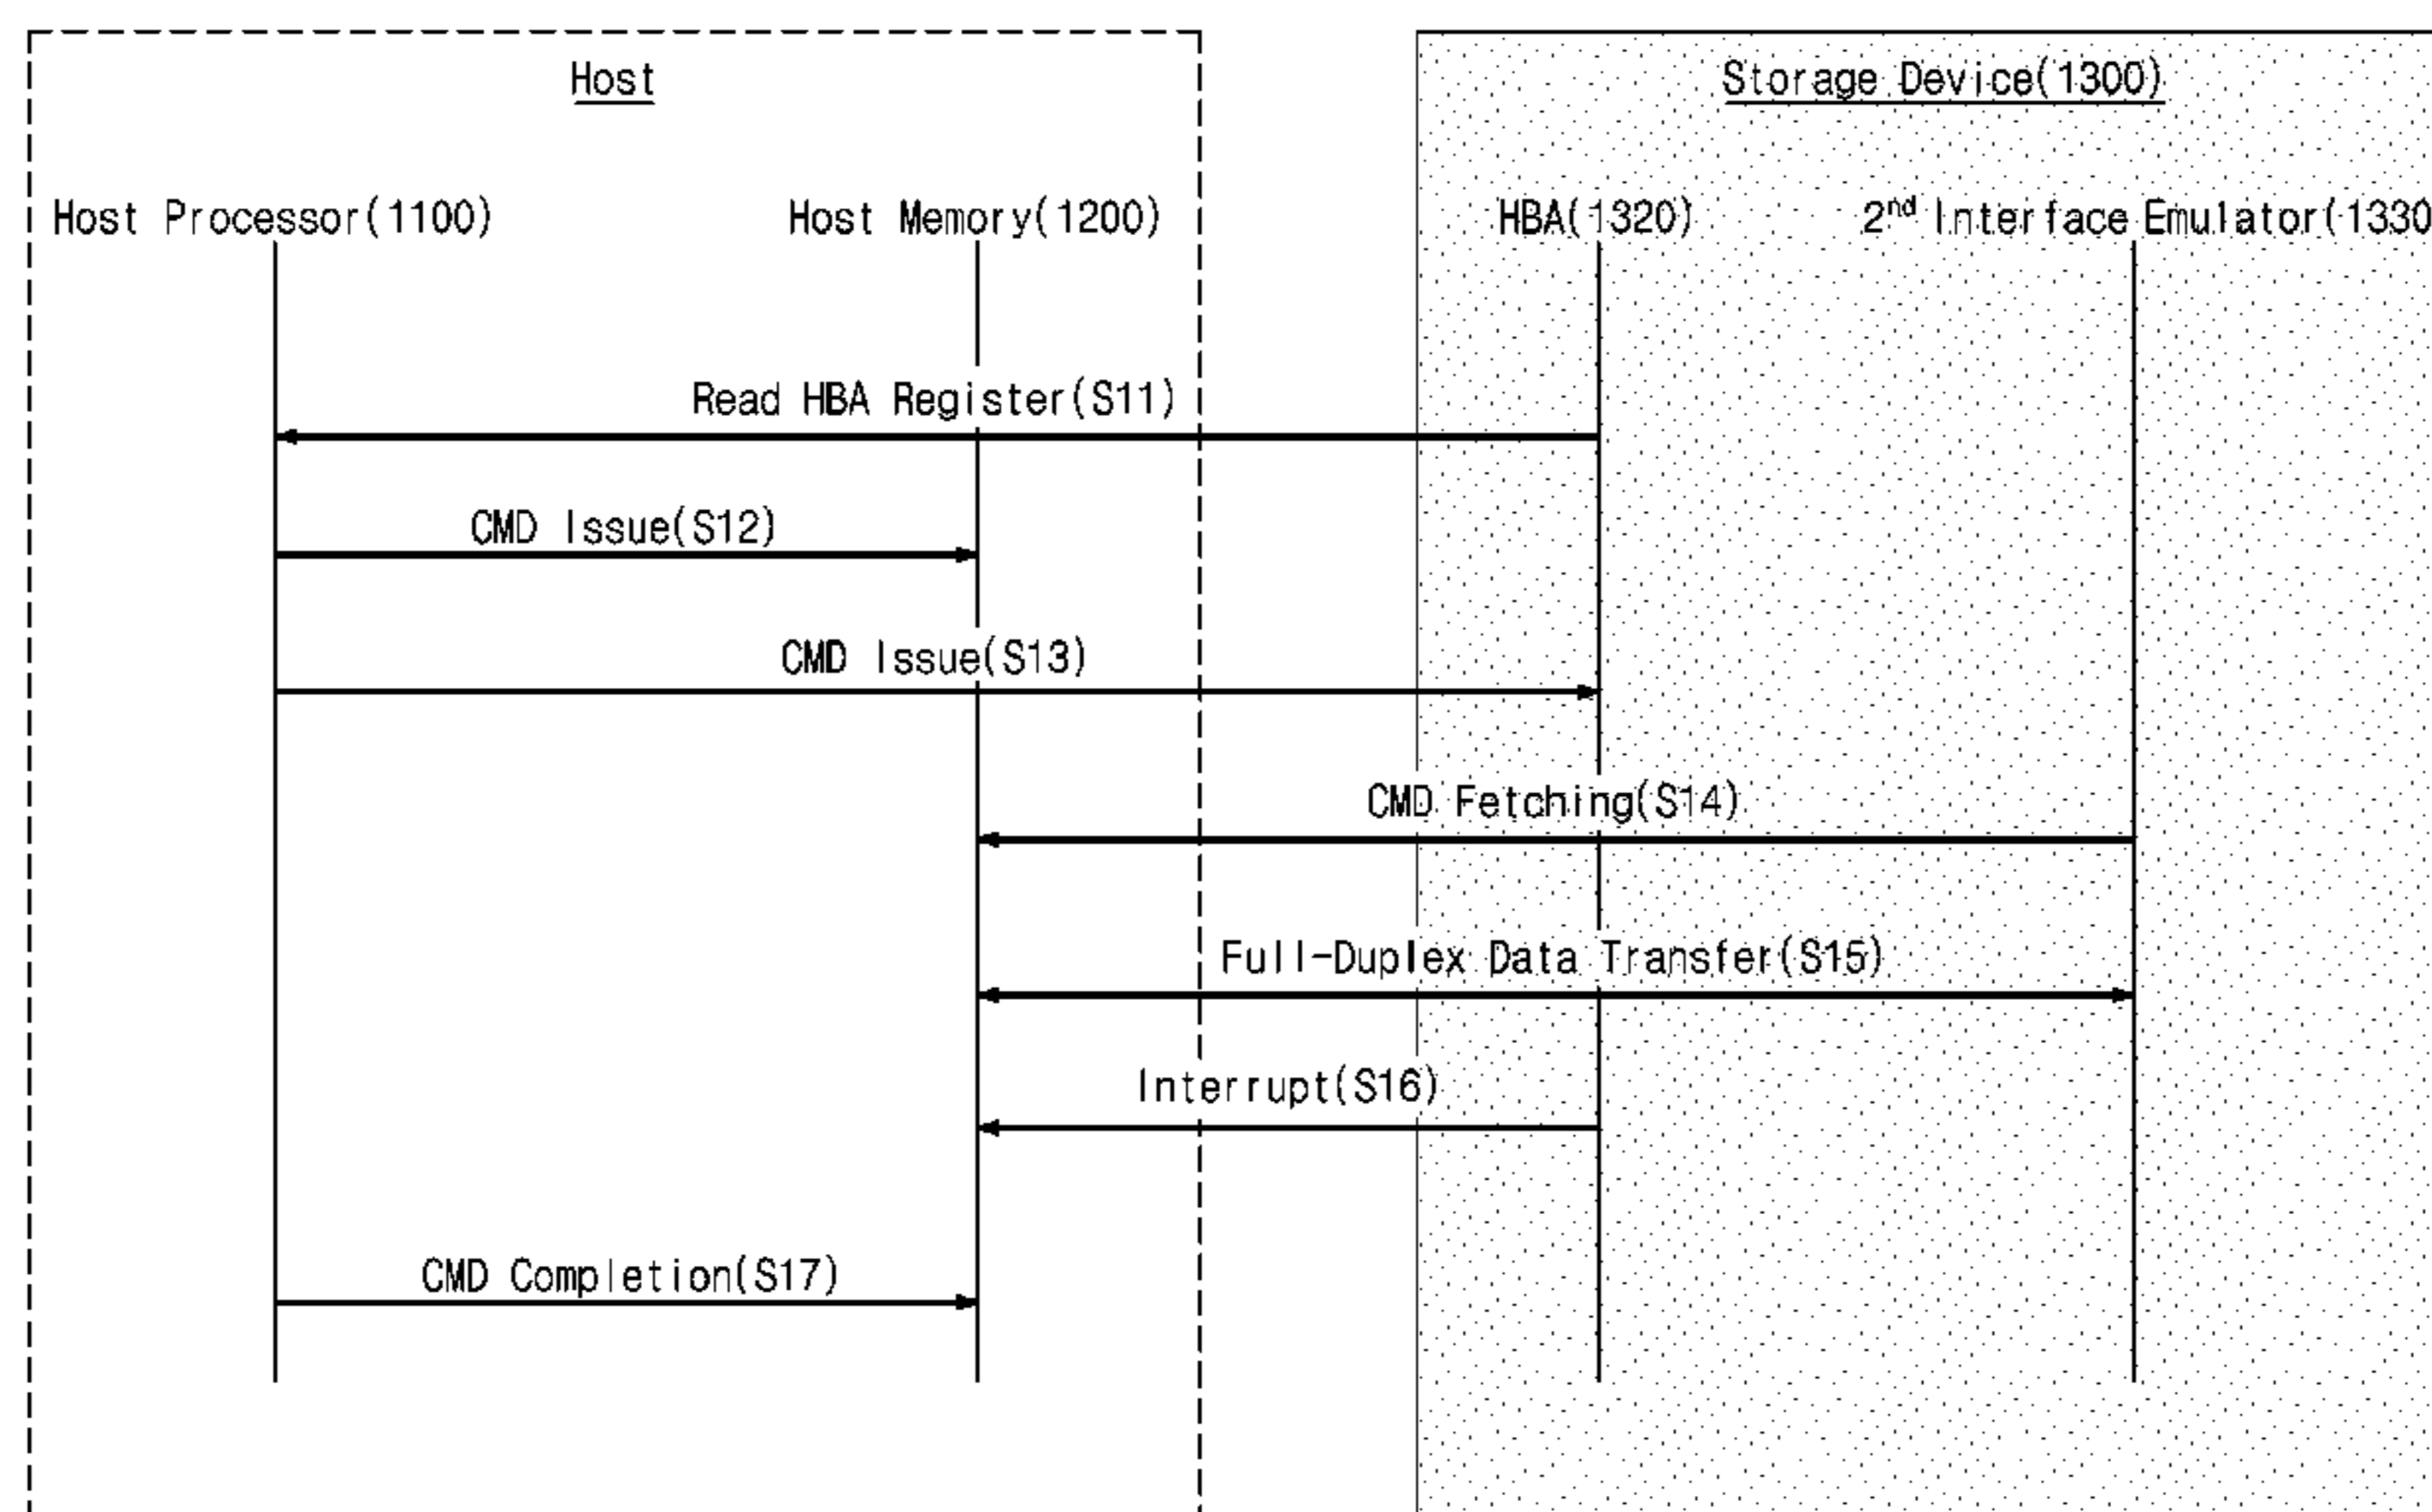 Host
Storage Device(1300)
Host Processor(1100)
Host Memory(1200)
HBA(1320)
2nd Interface Emulator(1330
Read HBA Register(S11)
CMD Issue(S12)
CMD Issue(S13)
CMD Fetching(S14)
Full-Duplex Data Transfer(S15)
Interrupt(S16)
CMD Completion(S17)